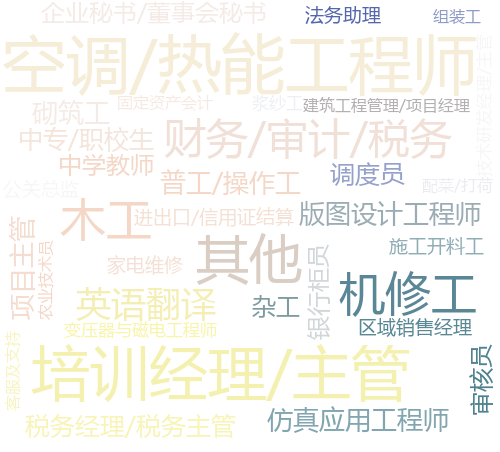 企业秘书/董事会秘书
法务助理
组装工
空调/热能工程师
固定资产会计
浆纱工
建筑工程管理/项目经理
砌筑工
中专/职校生
财务/审计/税务
中学教师
普工/操作工
调度员
配菜/打荷
公关总监
木工
进出口/信用证结算
版图设计工程师
项目主管
农业技术员
家电维修
其他
银行柜员
施工开料工
英语翻译
杂工
机修工
变压器与磁电工程师
区域销售经理
客服及支持
培训经理/主管
审核员
税务经理/税务主管
仿真应用工程师